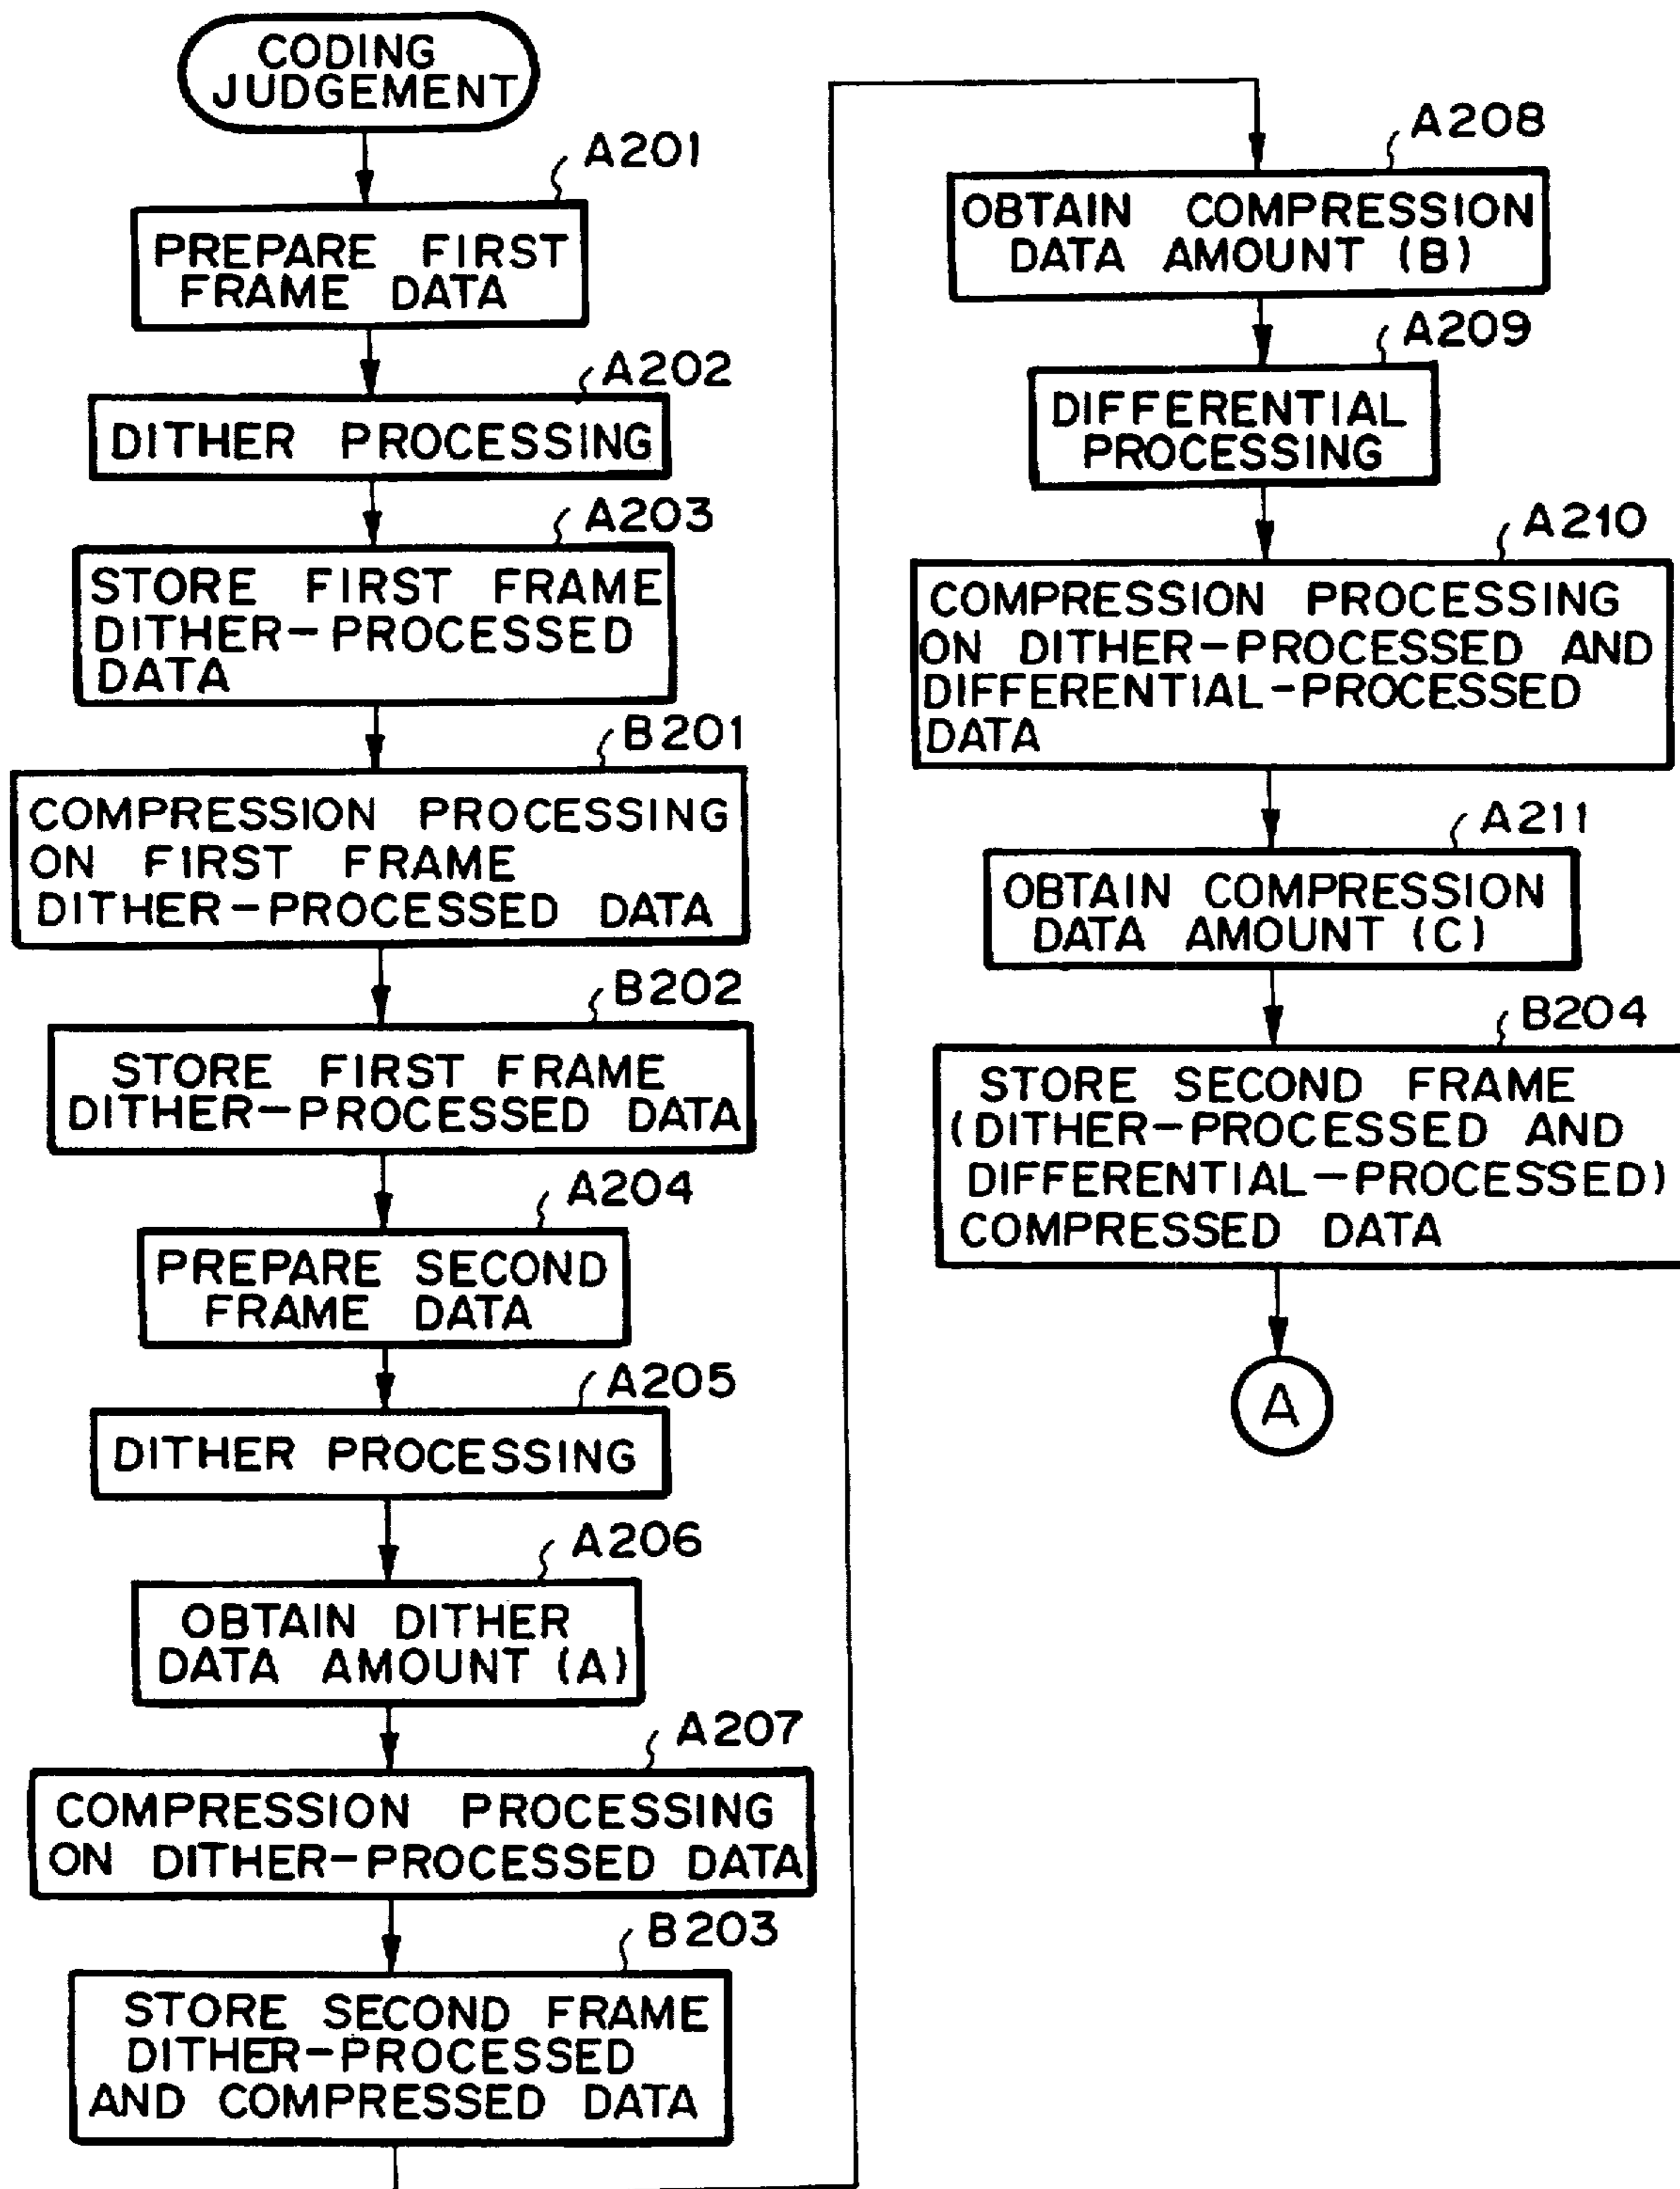 CODING
JUDGEMENT
A201
PREPARE FIRST
FRAME DATA
A202
DITHER PROCESSING
A203
STORE FIRST FRAME
DITHER-PROCESSED
DATA
B201
COMPRESSION PROCESSING
ON FIRST FRAME
DITHER-PROCESSED DATA
B202
STORE FIRST FRAME
DITHER-PROCESSED DATA
A204
PREPARE SECOND
FRAME DATA
A205
DITHER PROCESSING
A206
OBTAIN DITHER
DATA AMOUNT (A)
A207
COMPRESSION PROCESSING
ON DITHER-PROCESSED DATA
B203
STORE SECOND FRAME
DITHER-PROCESSED
AND COMPRESSED DATA
A208
OBTAIN COMPRESSION
DATA AMOUNT (B)
A209
DIFFERENTIAL
PROCESSING
A210
COMPRESSION PROCESSING
ON DITHER-PROCESSED AND
DIFFERENTIAL-PROCESSED
DATA
A211
OBTAIN COMPRESSION
DATA AMOUNT (C)
B204
STORE SECOND FRAME
(DITHER-PROCESSED AND
DIFFERENTIAL-PROCESSED)
COMPRESSED DATA
A